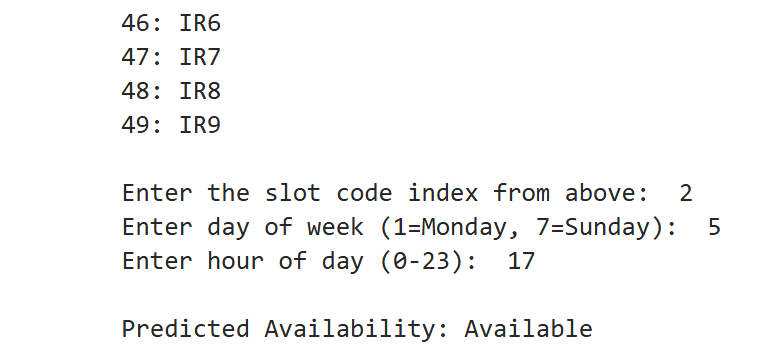 46: IR6
47: IR7
48: IR8
49: IR9
Enter the slot code index from above:  2
Enter day of week (1=Monday, 7=Sunday):  5
Enter hour of day (0-23):  17
Predicted Availability: Available